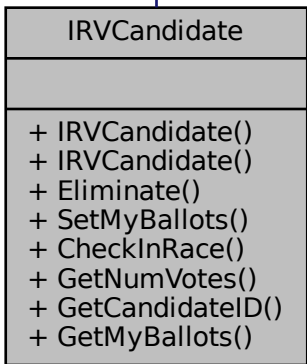 IRVCandidate
+ IRVCandidate()
+ IRVCandidate()
+ Eliminate()
+ SetMyBallots()
+ CheckInRace()
+ GetNumVotes()
+ GetCandidateID()
+ GetMyBallots()